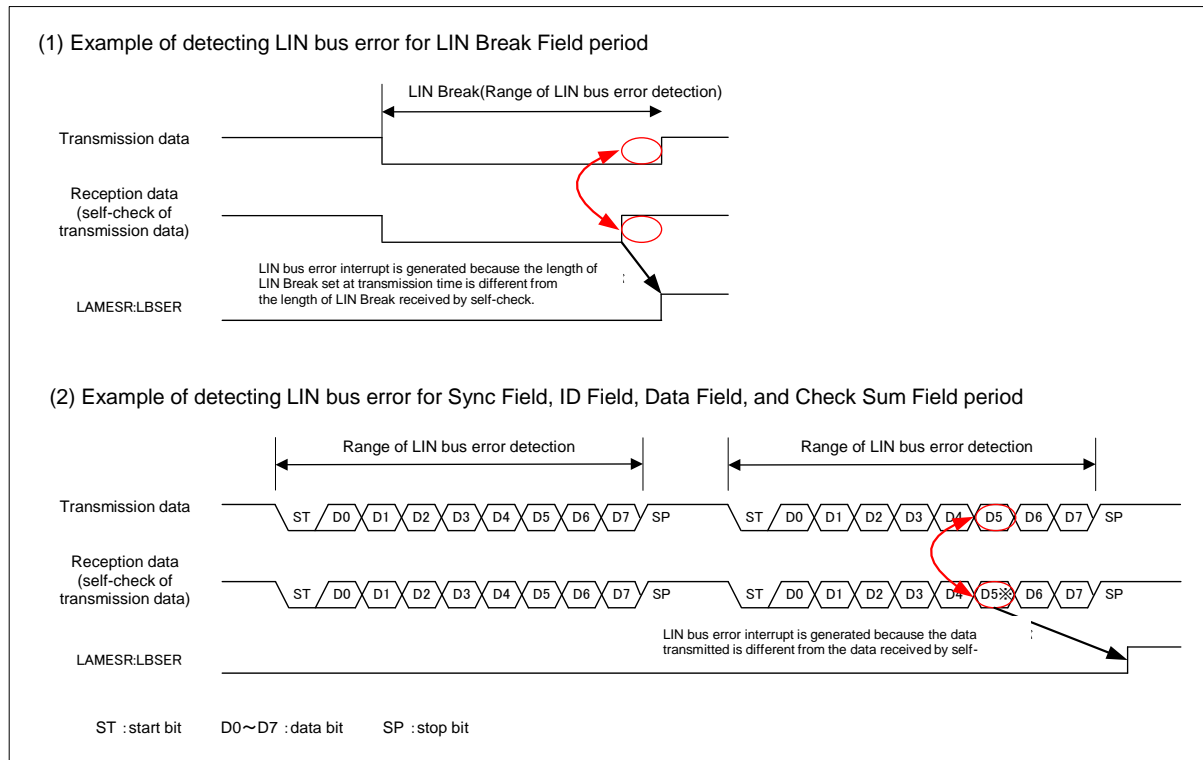 (1) Example of detecting LIN bus error for LIN Break Field period
LIN Break(Range of LIN bus error detection)
Transmission data
Reception data
(self-check of
transmission data)
LIN bus error interrupt is generated because the length of
LIN Break set at transmission time is different from
the length of LIN Break received by self-check.
:
LAMESR:LBSER
(2) Example of detecting LIN bus error for Sync Field, ID Field, Data Field, and Check Sum Field period
Range of LIN bus error detection Range of LIN bus error detection
Transmission data ST D0 D1 D2 D3 D4 D5 D6 D7 SP ST D0 D1 D2 D3 D4 D5 D6 D7 SP
Reception data
(self-check of
transmission data) ST D0 D1 D2 D3 D4 D5 D6 D7 SP ST D0 D1 D2 D3 D4 D5※ D6 D7 SP
LIN bus error interrupt is generated because the data
transmitted is different from the data received by self-
:
LAMESR:LBSER
ST :start bit D0～D7 :data bit SP :stop bit